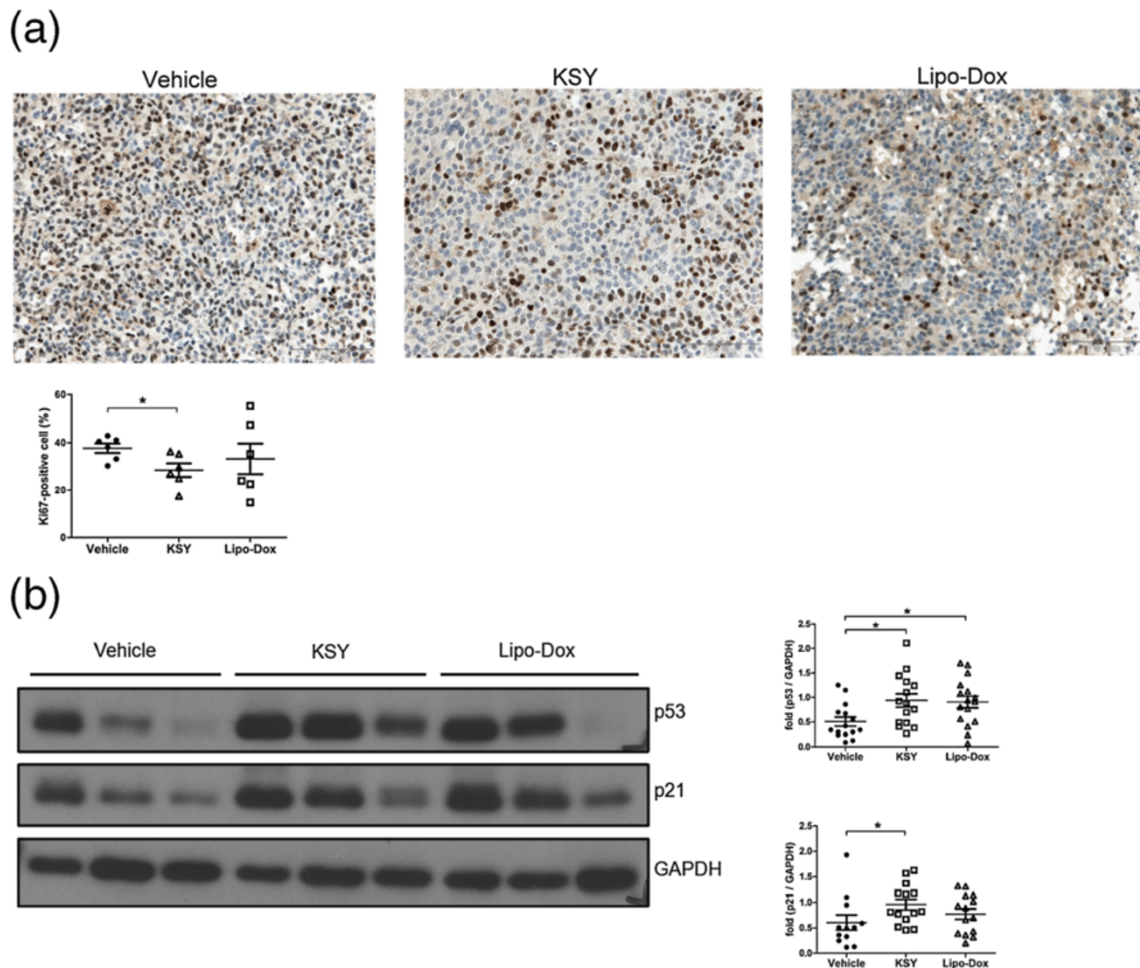 (a)
Vehicle KSY Lipo-Dox
*
Ki67-positive cell (%)
60
40
20
0
Vehicle KSY Lipo-Dox
(b)
Vehicle KSY Lipo-Dox
p53
p21
GAPDH
*
*
fold (p53 / GAPDH)
2.5
2.0
1.5
1.0
0.5
0.0
Vehicle KSY Lipo-Dox
*
fold (p21 / GAPDH)
2.5
2.0
1.5
1.0
0.5
0.0
Vehicle KSY Lipo-Dox